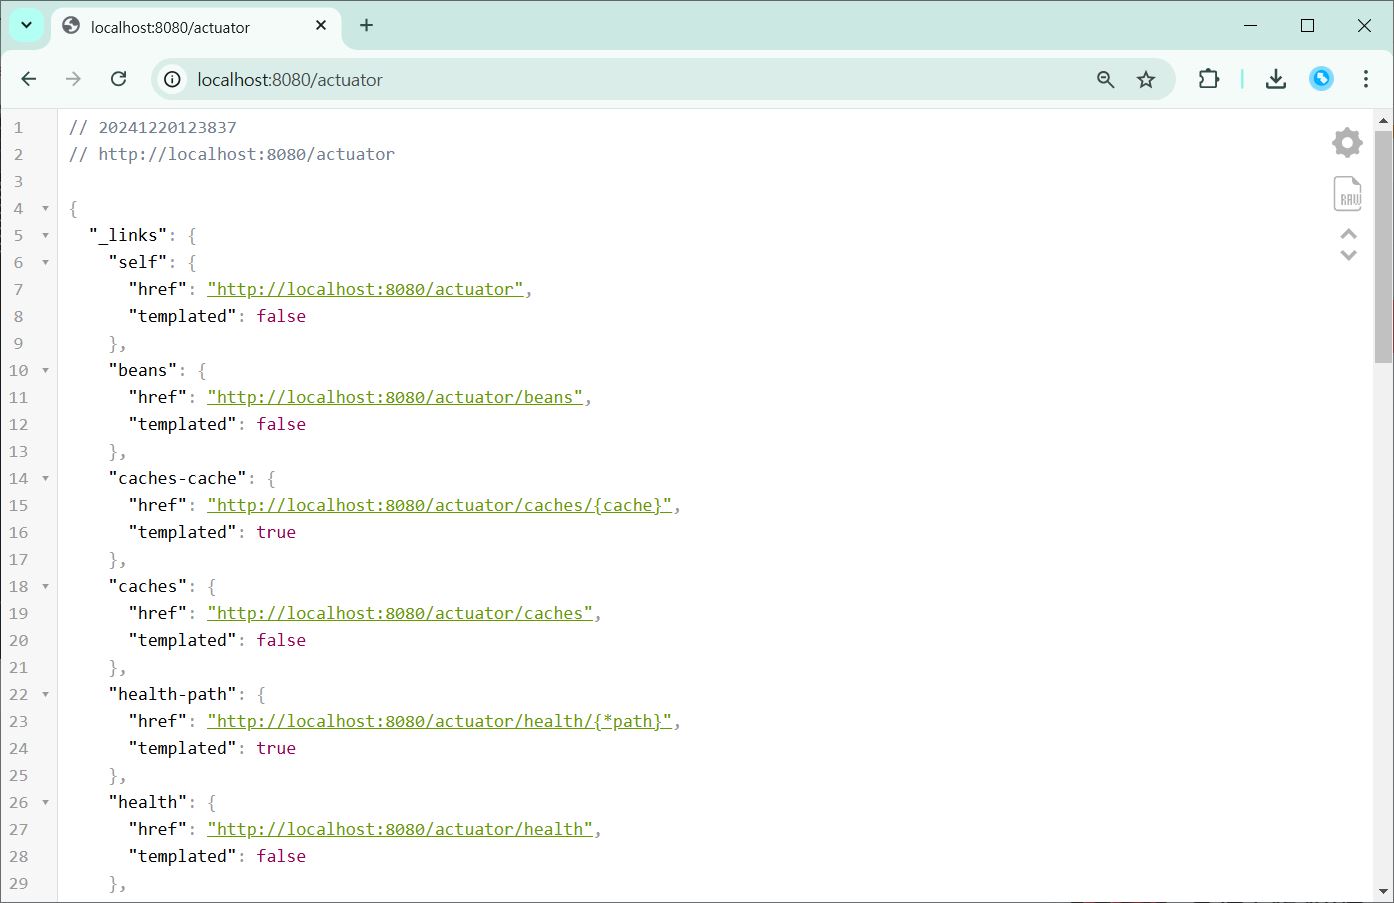 localhost:8080/actuator
localhost:8080/actuator
1 // 20241220123837
2 // http://localhost:8080/actuator
3
4 {
5 "_links": {
6 "self": {
7 "href": "http://localhost:8080/actuator",
8 "templated": false
9 },
10 "beans": {
11 "href": "http://localhost:8080/actuator/beans",
12 "templated": false
13 },
14 "caches-cache": {
15 "href": "http://localhost:8080/actuator/caches/{cache}",
16 "templated": true
17 },
18 "caches": {
19 "href": "http://localhost:8080/actuator/caches",
20 "templated": false
21 },
22 "health-path": {
23 "href": "http://localhost:8080/actuator/health/{*path}",
24 "templated": true
25 },
26 "health": {
27 "href": "http://localhost:8080/actuator/health",
28 "templated": false
29 },
RAW